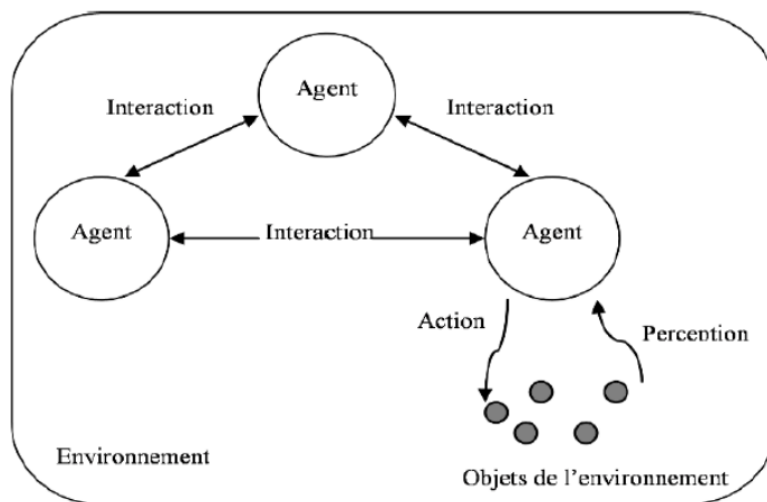 Agent
Interaction
Interaction
Agent
Interaction
Agent
Action
Perception
Environnement
Objets de l'environnement